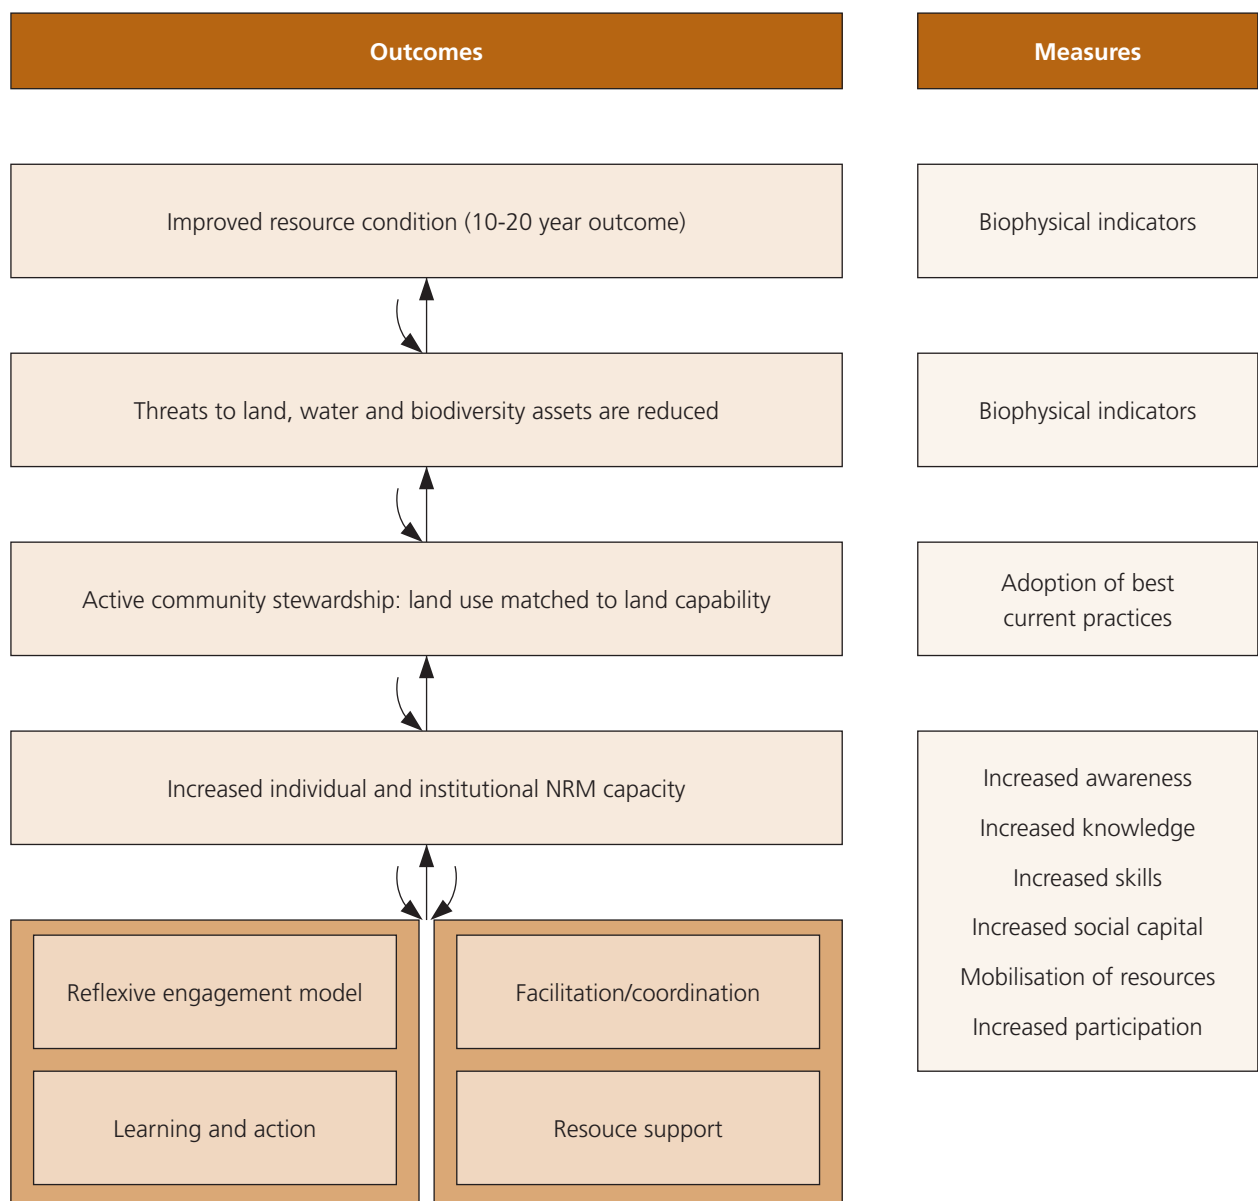 Outcomes
Measures
Improved resource condition (10-20 year outcome)
Biophysical indicators
Threats to land, water and biodiversity assets are reduced
Biophysical indicators
Active community stewardship: land use matched to land capability
Adoption of best
current practices
Increased individual and institutional NRM capacity
Increased awareness
Increased knowledge
Increased skills
Increased social capital
Mobilisation of resources
Increased participation
Reflexive engagement model
Facilitation/coordination
Learning and action
Resouce support